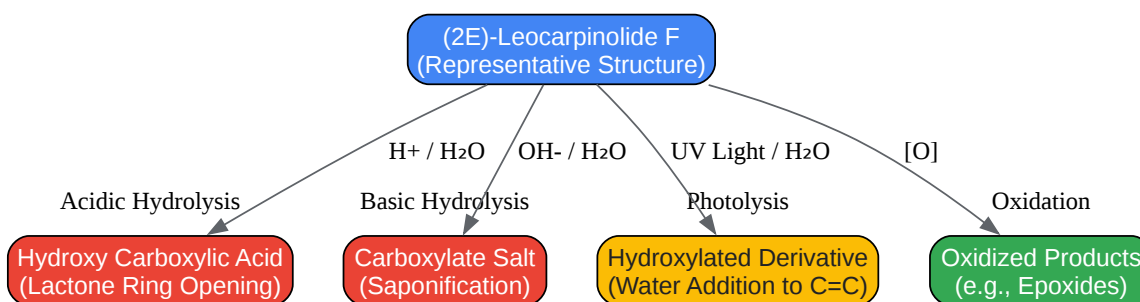 (2E)-Leocarpinolide F
(Representative Structure)
H+ / H₂O
OH- / H₂O
UV Light / H₂O
[O]
Acidic Hydrolysis
Basic Hydrolysis
Photolysis
Oxidation
Hydroxy Carboxylic Acid
(Lactone Ring Opening)
Carboxylate Salt
(Saponification)
Hydroxylated Derivative
(Water Addition to C=C)
Oxidized Products
(e.g., Epoxides)